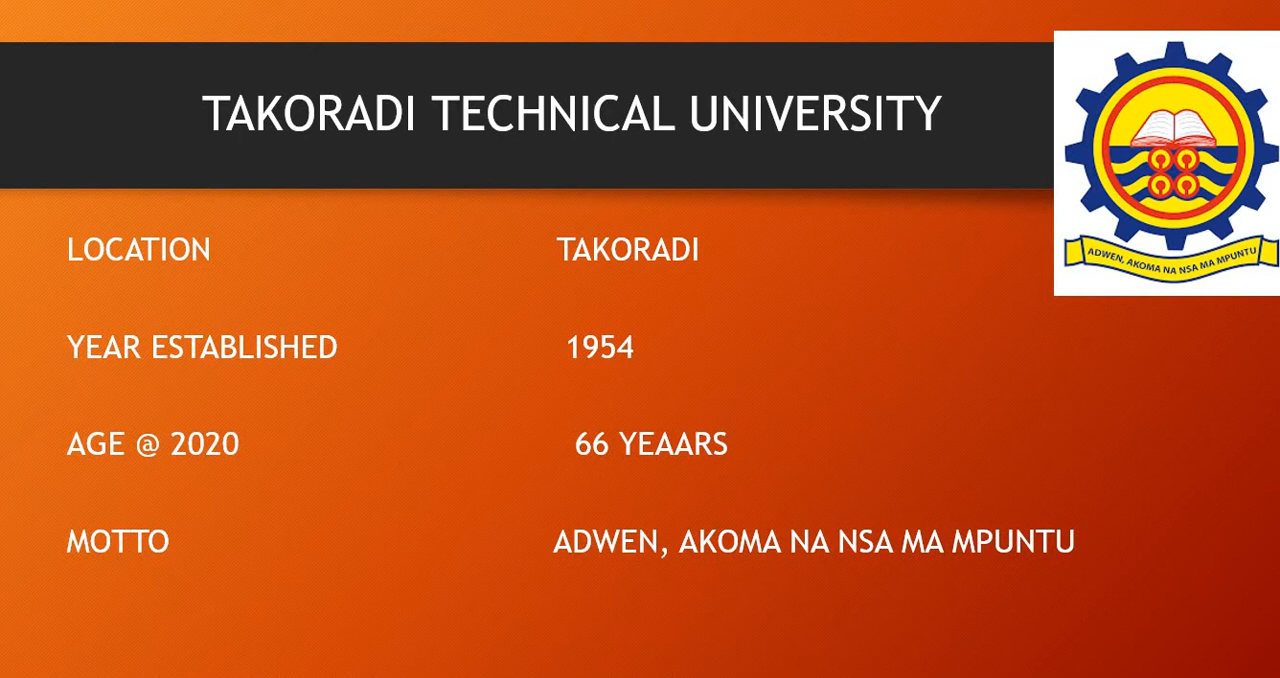 TAKORADI TECHNICAL UNIVERSITY
ADWEN, AKOMA NA NSA MA MPUNTU
LOCATION TAKORADI
YEAR ESTABLISHED 1954
AGE @ 2020 66 YEAARS
MOTTO ADWEN, AKOMA NA NSA MA MPUNTU